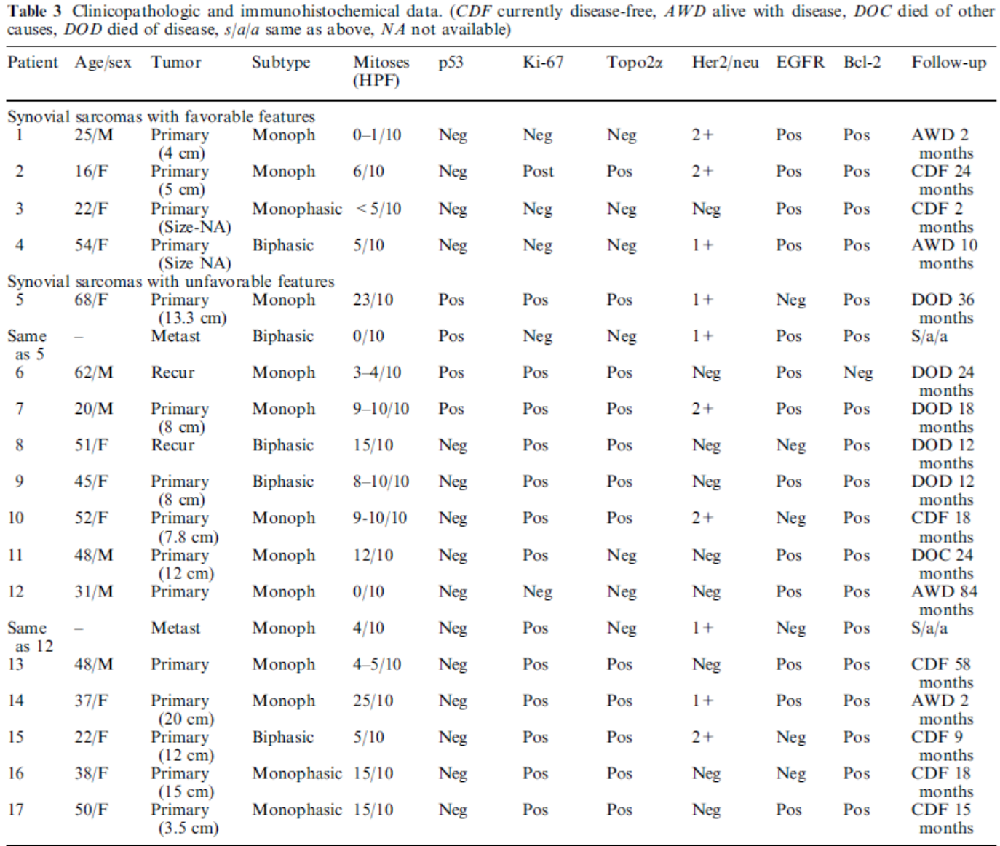 Table 3 Clinicopathologic and immunohistochemical data. (CDF currently disease-free, AWD alive with disease, DOC died of other
causes, DOD died of disease, s/a/a same as above, NA not available)
Patient Age/sex Tumor Subtype Mitoses p53 Ki-67 Topo2α Her2/neu EGFR Bcl-2 Follow-up
(HPF)
Synovial sarcomas with favorable features
1 25/M Primary Monoph 0–1/10 Neg Neg Neg 2+ Pos Pos AWD 2
(4 cm) months
2 16/F Primary Monoph 6/10 Neg Post Pos 2+ Pos Pos CDF 24
(5 cm) months
3 22/F Primary Monophasic <5/10 Neg Neg Neg Neg Pos Pos CDF 2
(Size-NA) months
4 54/F Primary Biphasic 5/10 Neg Neg Neg 1+ Pos Pos AWD 10
(Size NA) months
Synovial sarcomas with unfavorable features
5 68/F Primary Monoph 23/10 Pos Pos Pos 1+ Neg Pos DOD 36
(13.3 cm) months
Same – Metast Biphasic 0/10 Pos Neg Neg 1+ Pos Pos S/a/a
as 5
6 62/M Recur Monoph 3–4/10 Pos Pos Pos Neg Pos Neg DOD 24
months
7 20/M Primary Monoph 9–10/10 Pos Pos Pos 2+ Pos Pos DOD 18
(8 cm) months
8 51/F Recur Biphasic 15/10 Neg Pos Pos Neg Neg Pos DOD 12
months
9 45/F Primary Biphasic 8–10/10 Neg Pos Pos Neg Pos Pos DOD 12
(8 cm) months
10 52/F Primary Monoph 9-10/10 Neg Pos Pos 2+ Neg Pos CDF 18
(7.8 cm) months
11 48/M Primary Monoph 12/10 Neg Pos Neg Neg Pos Pos DOC 24
(12 cm) months
12 31/M Primary Monoph 0/10 Neg Neg Neg Neg Pos Pos AWD 84
months
Same – Metast Monoph 4/10 Neg Pos Neg 1+ Neg Pos S/a/a
as 12
13 48/M Primary Monoph 4–5/10 Neg Pos Pos Neg Pos Pos CDF 58
months
14 37/F Primary Monoph 25/10 Neg Pos Pos 1+ Pos Pos AWD 2
(20 cm) months
15 22/F Primary Biphasic 5/10 Neg Pos Pos 2+ Neg Pos CDF 9
(12 cm) months
16 38/F Primary Monophasic 15/10 Neg Pos Pos Neg Neg Pos CDF 18
(15 cm) months
17 50/F Primary Monophasic 15/10 Neg Pos Pos Neg Pos Pos CDF 15
(3.5 cm) months